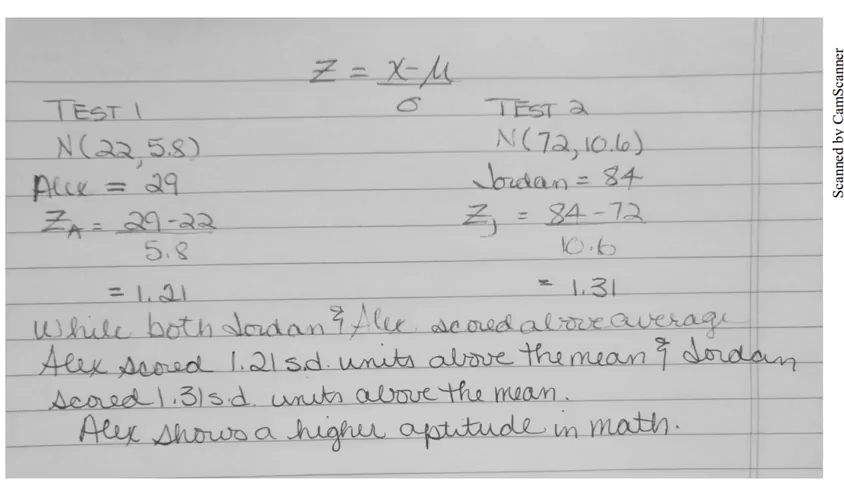 Z = x-μ / σ
TEST 1
N(22, 5.8)
Alex = 29
Z_A = 29-22 / 5.8
= 1.21
TEST 2
N(72, 10.6)
Jordan = 84
Z_J = 84-72 / 10.6
= 1.31
While both Jordan & Alex scored above average
Alex scored 1.21 s.d. units above the mean & Jordan
scored 1.31 s.d. units above the mean.
Alex shows a higher aptitude in math.
Scanned by CamScanner